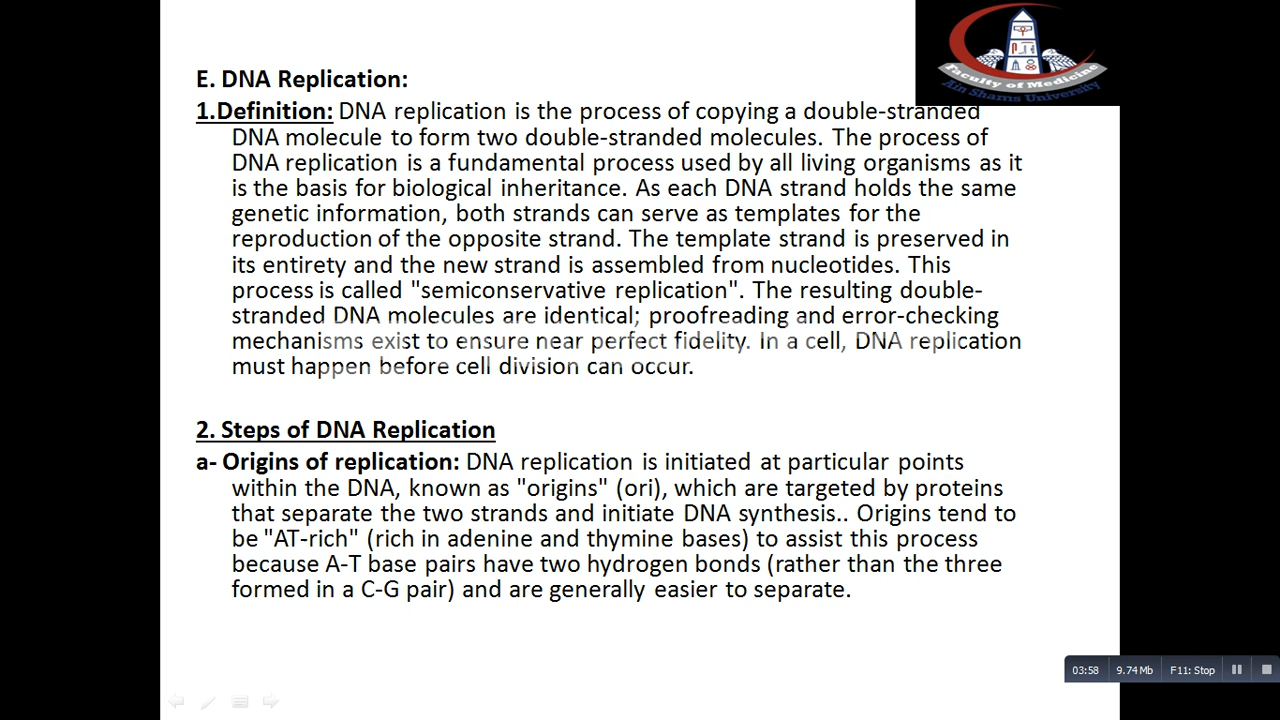 Faculty of Medicine
Ain Shams University
E. DNA Replication:
1.Definition: DNA replication is the process of copying a double-stranded
DNA molecule to form two double-stranded molecules. The process of
DNA replication is a fundamental process used by all living organisms as it
is the basis for biological inheritance. As each DNA strand holds the same
genetic information, both strands can serve as templates for the
reproduction of the opposite strand. The template strand is preserved in
its entirety and the new strand is assembled from nucleotides. This
process is called "semiconservative replication". The resulting double-
stranded DNA molecules are identical; proofreading and error-checking
mechanisms exist to ensure near perfect fidelity. In a cell, DNA replication
must happen before cell division can occur.
2. Steps of DNA Replication
a- Origins of replication: DNA replication is initiated at particular points
within the DNA, known as "origins" (ori), which are targeted by proteins
that separate the two strands and initiate DNA synthesis.. Origins tend to
be "AT-rich" (rich in adenine and thymine bases) to assist this process
because A-T base pairs have two hydrogen bonds (rather than the three
formed in a C-G pair) and are generally easier to separate.
03:58 9.74 Mb F11: Stop